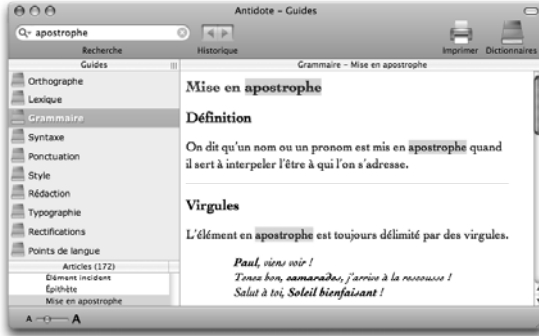 Antidote – Guides
apostrophe
Recherche
Historique
Imprimer Dictionnaires
Guides
Grammaire – Mise en apostrophe
Orthographe
Lexique
Grammaire
Syntaxe
Ponctuation
Style
Rédaction
Typographie
Rectifications
Points de langue
Articles (172)
Élément incident
Épithète
Mise en apostrophe
A A
Mise en apostrophe
Définition
On dit qu'un nom ou un pronom est mis en apostrophe quand
il sert à interpeler l'être à qui l'on s'adresse.
Virgules
L'élément en apostrophe est toujours délimité par des virgules.
Paul, viens voir !
Tenez bon, camarades, j'arrive à la rescousse !
Salut à toi, Soleil bienfaisant !